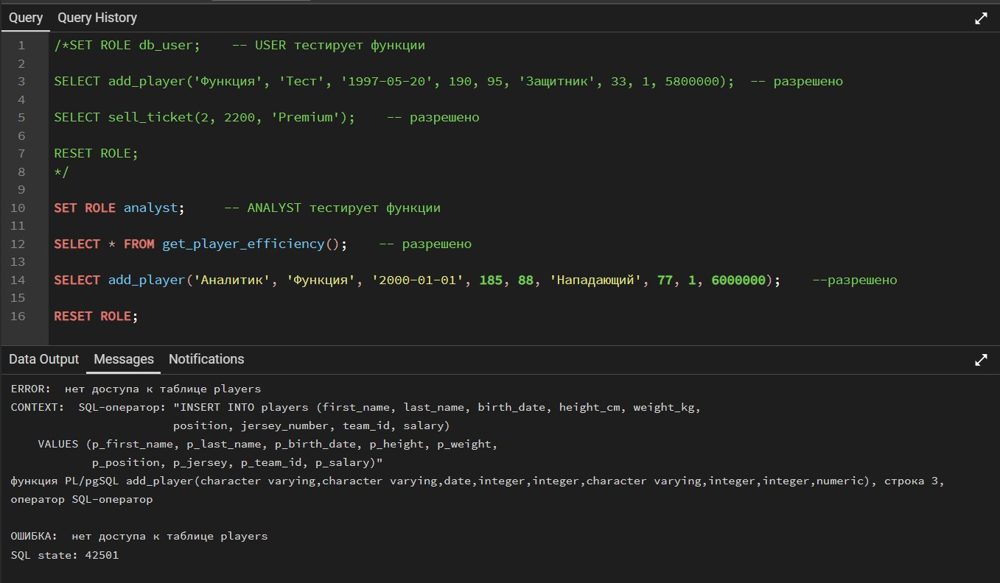 Query Query History
1 /*SET ROLE db_user;    -- USER тестирует функции
2
3 SELECT add_player('Функция', 'Тест', '1997-05-20', 190, 95, 'Защитник', 33, 1, 5800000);  -- разрешено
4
5 SELECT sell_ticket(2, 2200, 'Premium');    -- разрешено
6
7 RESET ROLE;
8 */
9
10 SET ROLE analyst;     -- ANALYST тестирует функции
11
12 SELECT * FROM get_player_efficiency();    -- разрешено
13
14 SELECT add_player('Аналитик', 'Функция', '2000-01-01', 185, 88, 'Нападающий', 77, 1, 6000000);    --разрешено
15
16 RESET ROLE;
Data Output Messages Notifications
ERROR:  нет доступа к таблице players
CONTEXT:  SQL-оператор: "INSERT INTO players (first_name, last_name, birth_date, height_cm, weight_kg,
position, jersey_number, team_id, salary)
VALUES (p_first_name, p_last_name, p_birth_date, p_height, p_weight,
p_position, p_jersey, p_team_id, p_salary)"
функция PL/pgSQL add_player(character varying,character varying,date,integer,integer,character varying,integer,integer,numeric), строка 3,
оператор SQL-оператор
ОШИБКА:  нет доступа к таблице players
SQL state: 42501